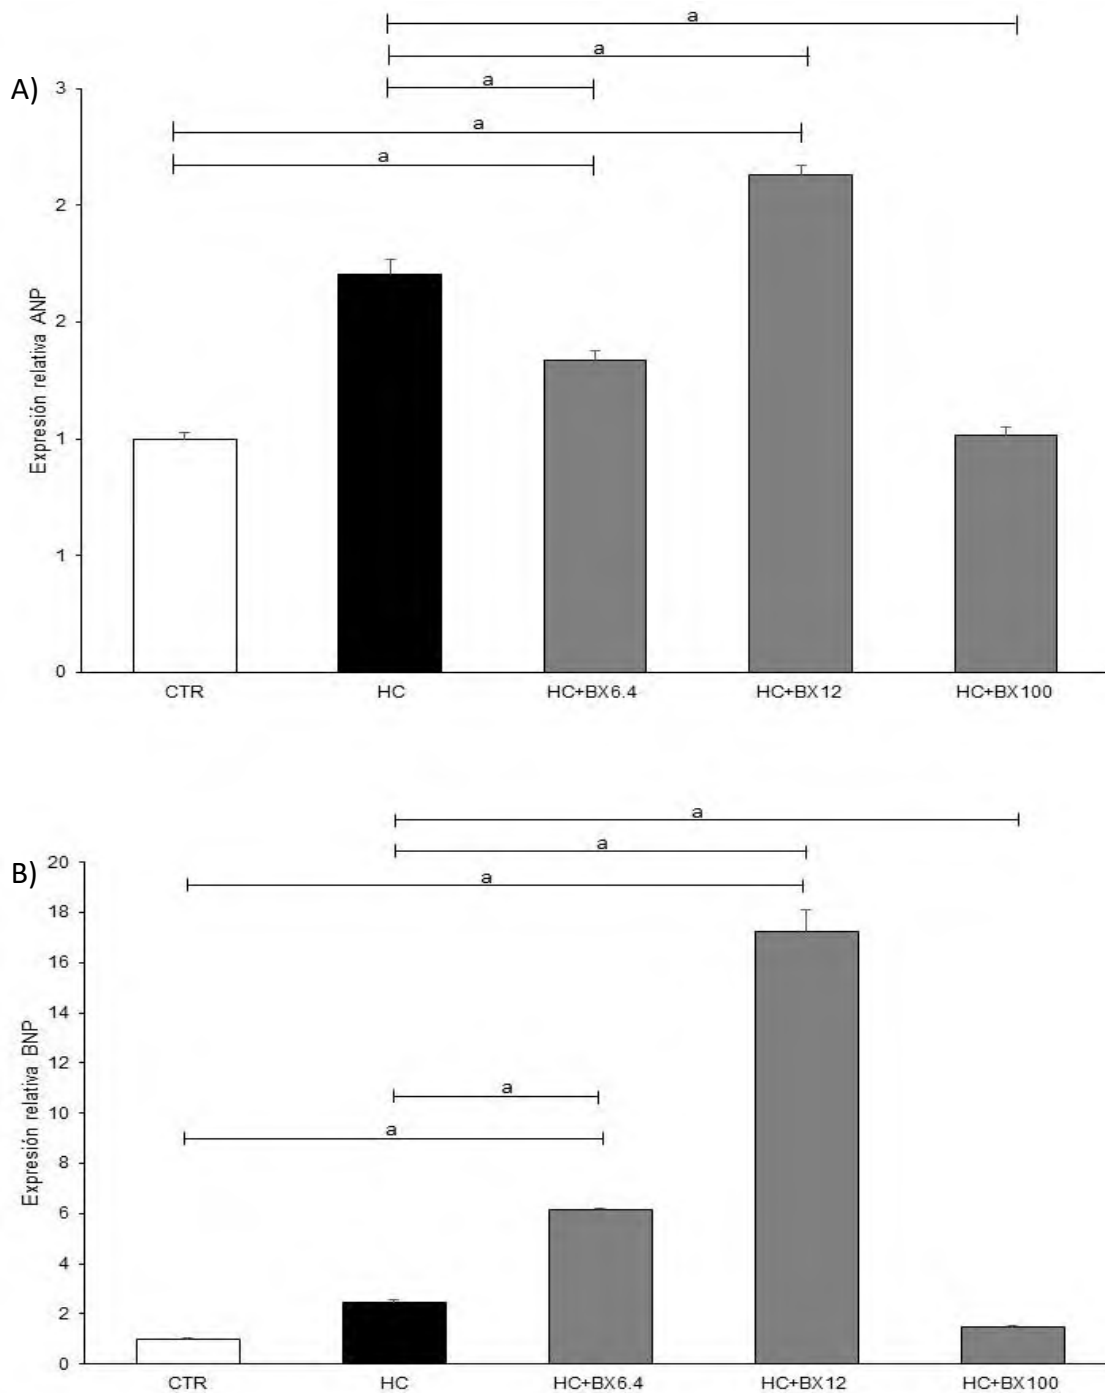 a
a
A)
a
3
a
a
2
2
1
1
0
Expresión relativa ANP
CTR HC HC+BX6.4 HC+BX12 HC+BX100
a
a
B)
20
a
18
16
14
12
10
a
8
a
6
4
2
0
Expresión relativa BNP
CTR HC HC+BX6.4 HC+BX12 HC+BX100